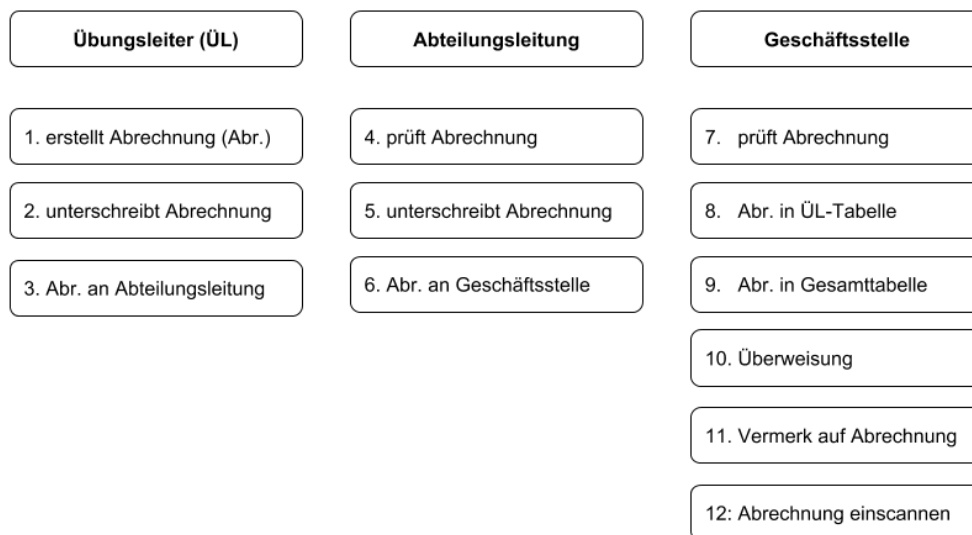 Übungsleiter (ÜL)
Abteilungsleitung
Geschäftsstelle
1. erstellt Abrechnung (Abr.)
2. unterschreibt Abrechnung
3. Abr. an Abteilungsleitung
4. prüft Abrechnung
5. unterschreibt Abrechnung
6. Abr. an Geschäftsstelle
7. prüft Abrechnung
8. Abr. in ÜL-Tabelle
9. Abr. in Gesamttabelle
10. Überweisung
11. Vermerk auf Abrechnung
12: Abrechnung einscannen